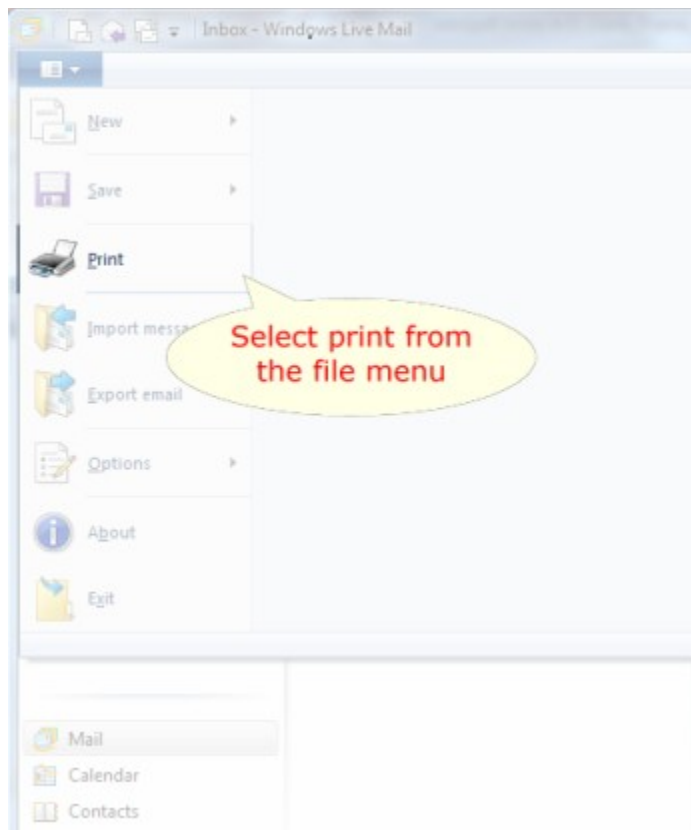 Inbox - Windows Live Mail
New
Save
Print
Import messa
Select print from
the file menu
Export email
Options
About
Exit
Mail
Calendar
Contacts